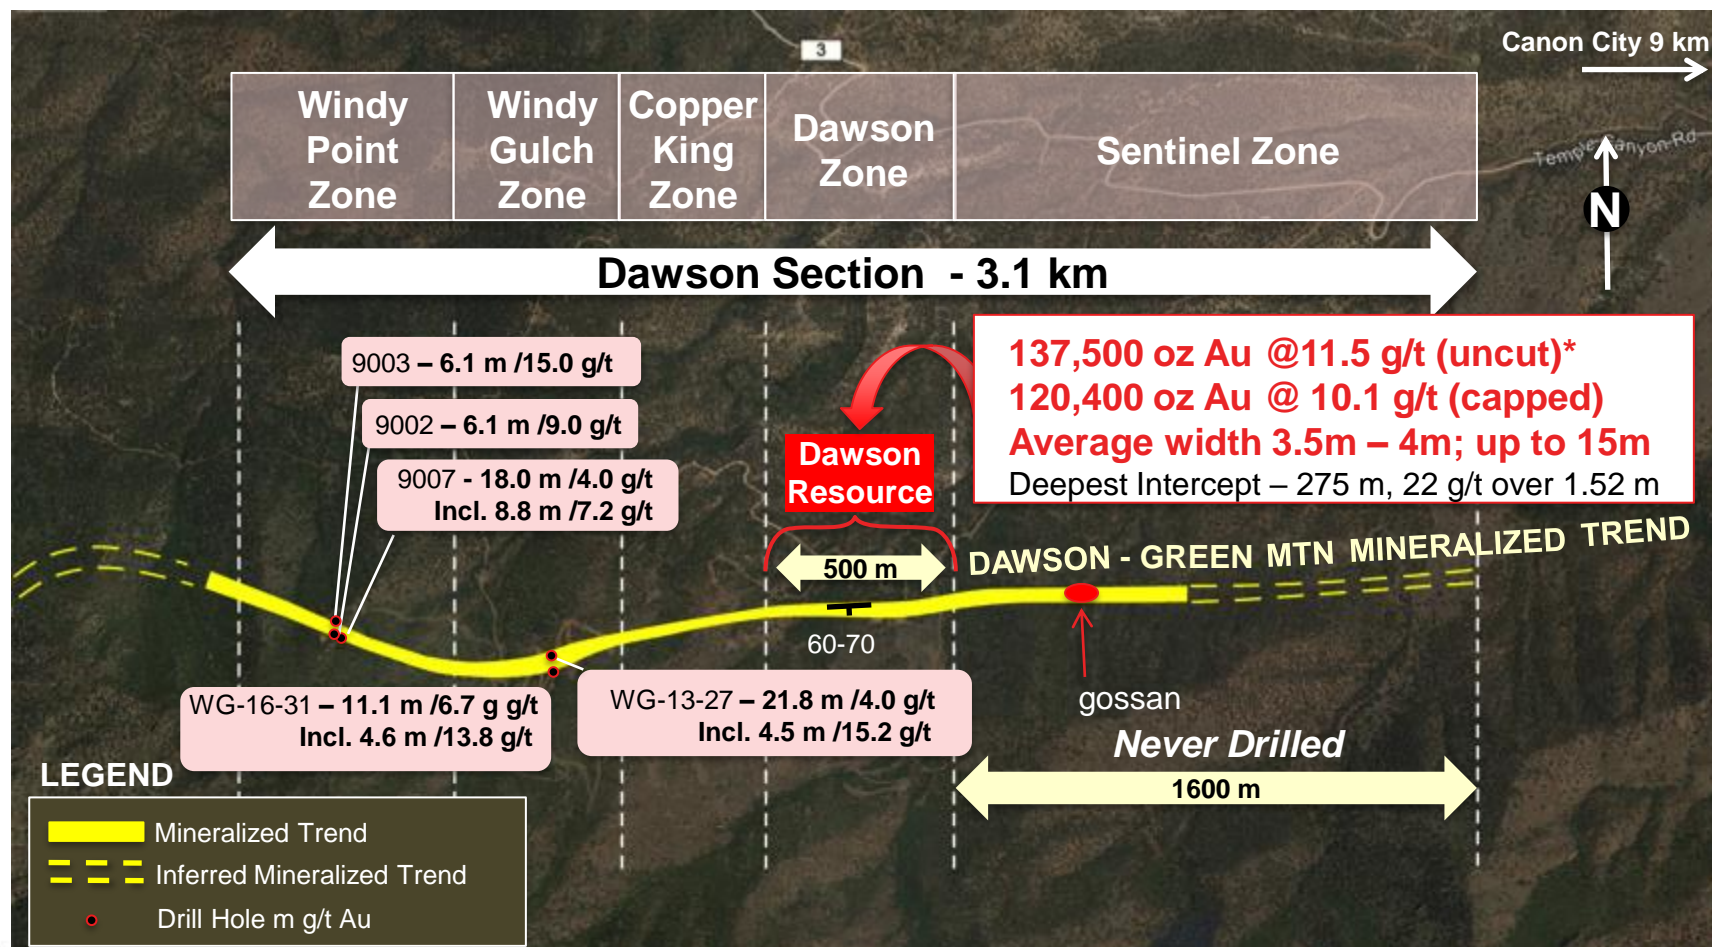 3
Canon City 9 km
Windy
Point
Zone
Windy
Gulch
Zone
Copper
King
Zone
Dawson
Zone
Sentinel Zone
Temple Canyon Rd
N
Dawson Section - 3.1 km
9003 – 6.1 m /15.0 g/t
9002 – 6.1 m /9.0 g/t
9007 - 18.0 m /4.0 g/t
Incl. 8.8 m /7.2 g/t
Dawson
Resource
137,500 oz Au @11.5 g/t (uncut)*
120,400 oz Au @ 10.1 g/t (capped)
Average width 3.5m – 4m; up to 15m
Deepest Intercept – 275 m, 22 g/t over 1.52 m
500 m
DAWSON - GREEN MTN MINERALIZED TREND
60-70
WG-16-31 – 11.1 m /6.7 g g/t
Incl. 4.6 m /13.8 g/t
WG-13-27 – 21.8 m /4.0 g/t
Incl. 4.5 m /15.2 g/t
gossan
Never Drilled
1600 m
LEGEND
Mineralized Trend
Inferred Mineralized Trend
Drill Hole m g/t Au